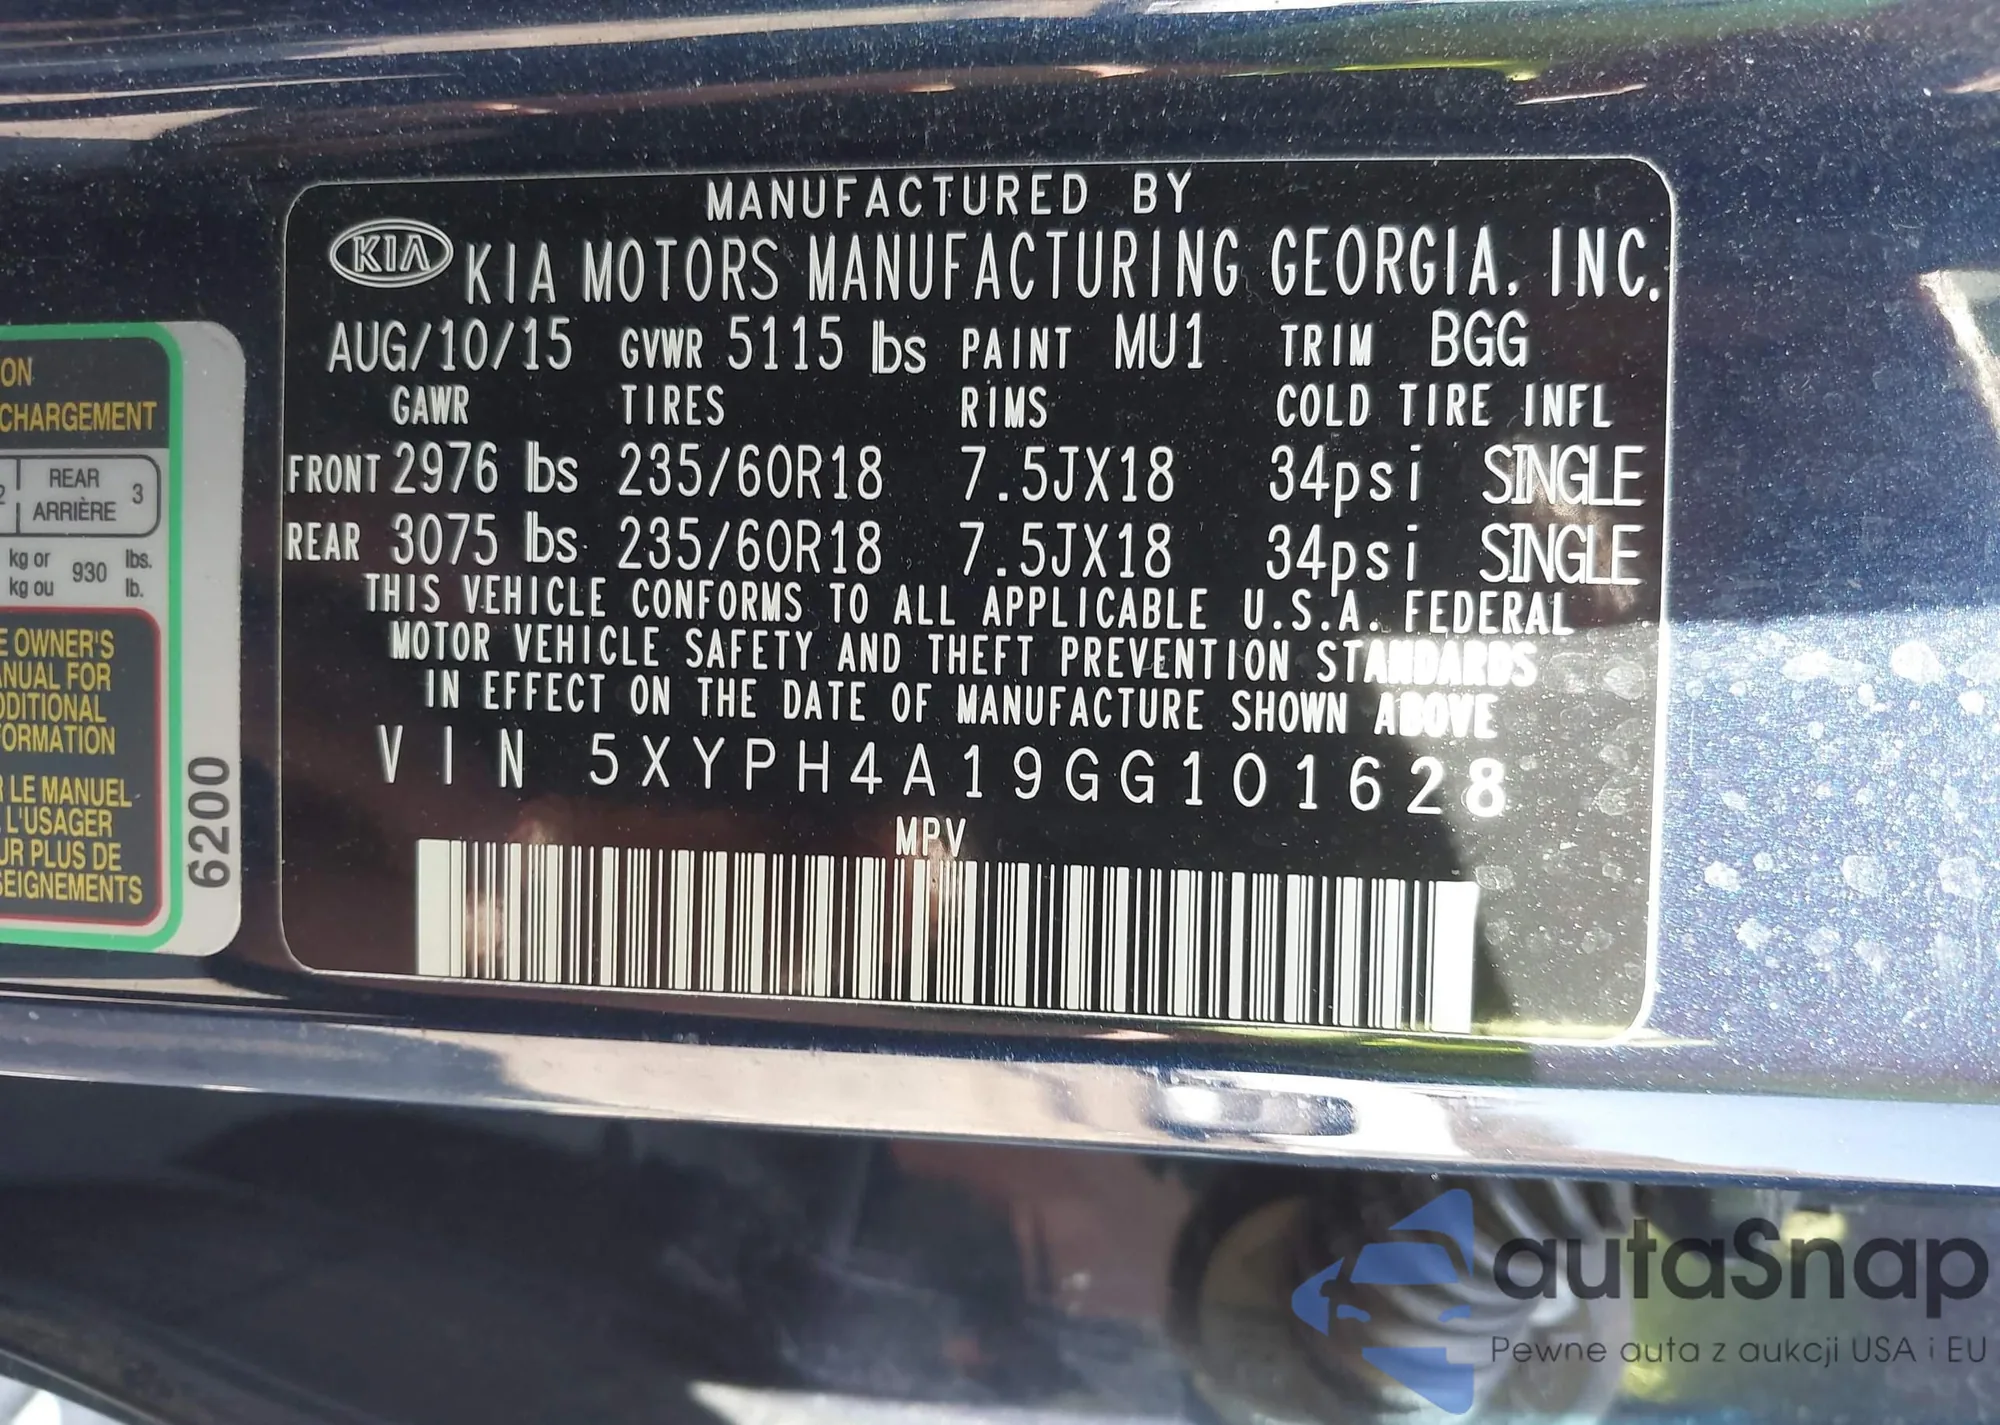 MANUFACTURED BY
KIA KIA MOTORS MANUFACTURING GEORGIA, INC.
AUG/10/15 GVWR 5115 lbs PAINT MU1 TRIM BGG
GAWR TIRES RIMS COLD TIRE INFL
FRONT 2976 lbs 235/60R18 7.5JX18 34psi SINGLE
REAR 3075 lbs 235/60R18 7.5JX18 34psi SINGLE
THIS VEHICLE CONFORMS TO ALL APPLICABLE U.S.A. FEDERAL
MOTOR VEHICLE SAFETY AND THEFT PREVENTION STANDARDS
IN EFFECT ON THE DATE OF MANUFACTURE SHOWN ABOVE
VIN 5XYPH4A19GG101628
MPV
ON
CHARGEMENT
2 REAR 3
ARRIÈRE
kg or 930 lbs.
kg ou lb.
E OWNER'S
ANUAL FOR
DDITIONAL
FORMATION
R LE MANUEL
L'USAGER
UR PLUS DE
SEIGNEMENTS
6200
autaSnap
Pewne auta z aukcji USA i EU